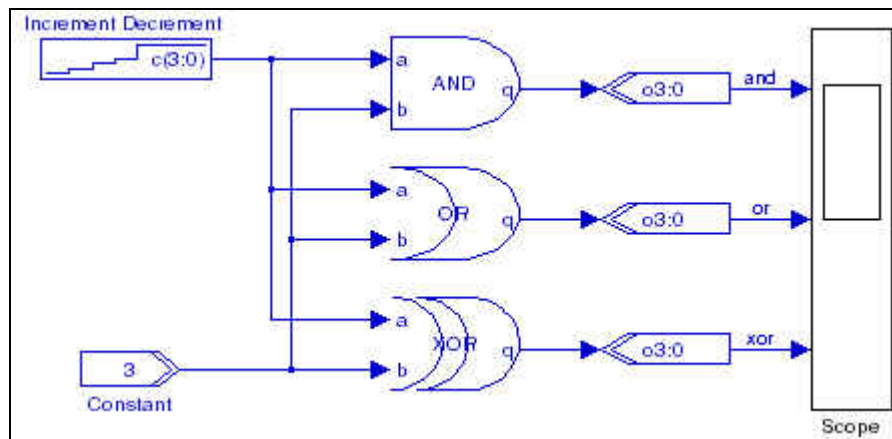 Increment Decrement
c(3:0)
a
AND
b
q
o3:0
and
a
OR
b
q
o3:0
or
a
XOR
b
q
o3:0
xor
3
Constant
Scope